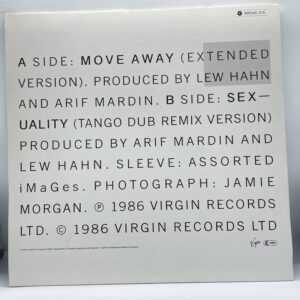 A SIDE: MOVE AWAY (EXTENDED
VERSION). PRODUCED BY LEW HAHN
AND ARIF MARDIN. B SIDE: SEX—
UALITY (TANGO DUB REMIX VERSION)
PRODUCED BY ARIF MARDIN AND
LEW HAHN. SLEEVE: ASSORTED
iMaGes. PHOTOGRAPH: JAMIE
MORGAN. ℗ 1986 VIRGIN RECORDS
LTD. © 1986 VIRGIN RECORDS LTD
Virgin